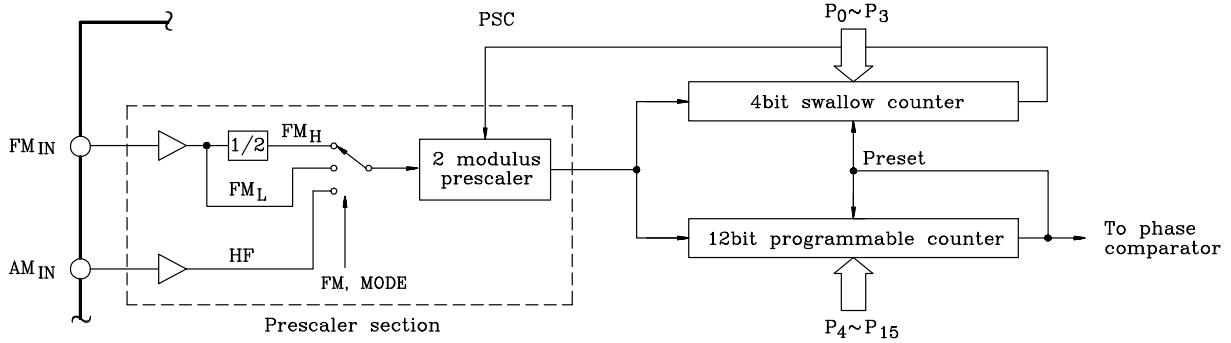 P0~P3
PSC
4bit swallow counter
FMIN
1/2
FMH
2 modulus
prescaler
Preset
FML
12bit programmable counter
To phase
comparator
AMIN
HF
FM, MODE
Prescaler section
P4~P15